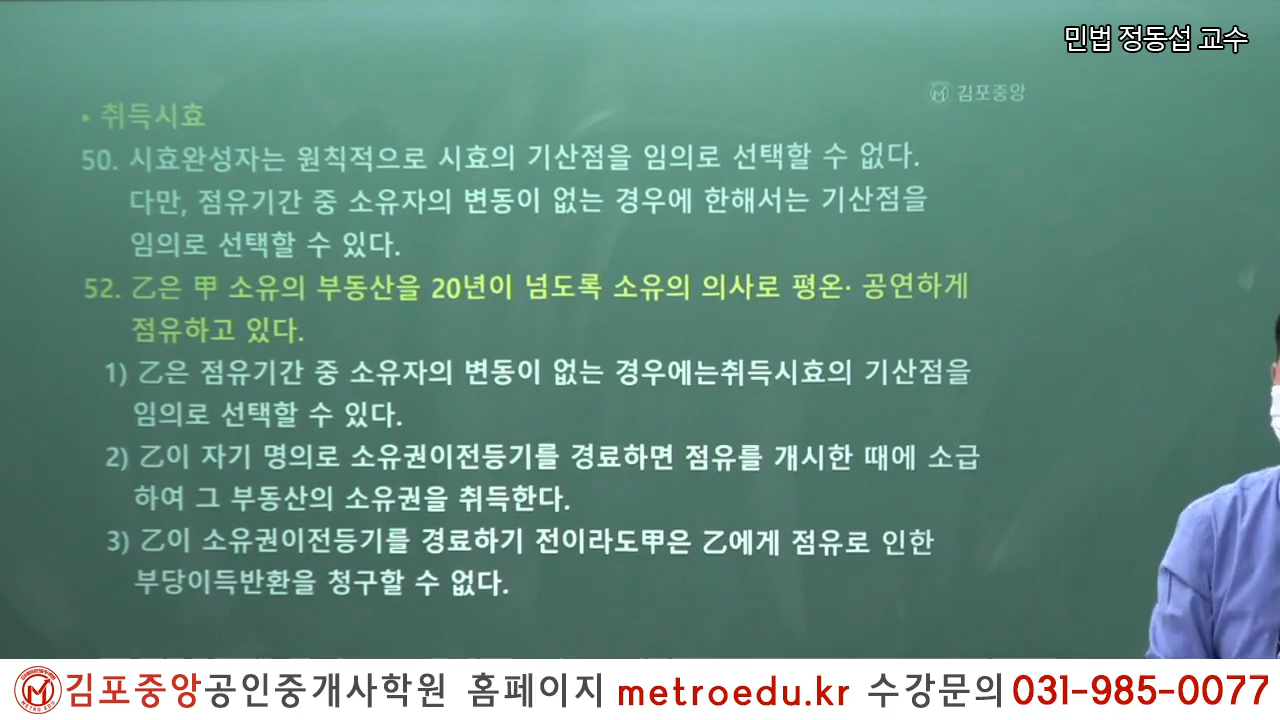 민법 정동섭 교수
김포중앙
• 취득시효
50. 시효완성자는 원칙적으로 시효의 기산점을 임의로 선택할 수 없다.
다만, 점유기간 중 소유자의 변동이 없는 경우에 한해서는 기산점을
임의로 선택할 수 있다.
52. 乙은 甲 소유의 부동산을 20년이 넘도록 소유의 의사로 평온· 공연하게
점유하고 있다.
1) 乙은 점유기간 중 소유자의 변동이 없는 경우에는취득시효의 기산점을
임의로 선택할 수 있다.
2) 乙이 자기 명의로 소유권이전등기를 경료하면 점유를 개시한 때에 소급
하여 그 부동산의 소유권을 취득한다.
3) 乙이 소유권이전등기를 경료하기 전이라도甲은 乙에게 점유로 인한
부당이득반환을 청구할 수 없다.
METRO EDU 김포중앙공인중개사학원 홈페이지 metroedu.kr 수강문의 031-985-0077